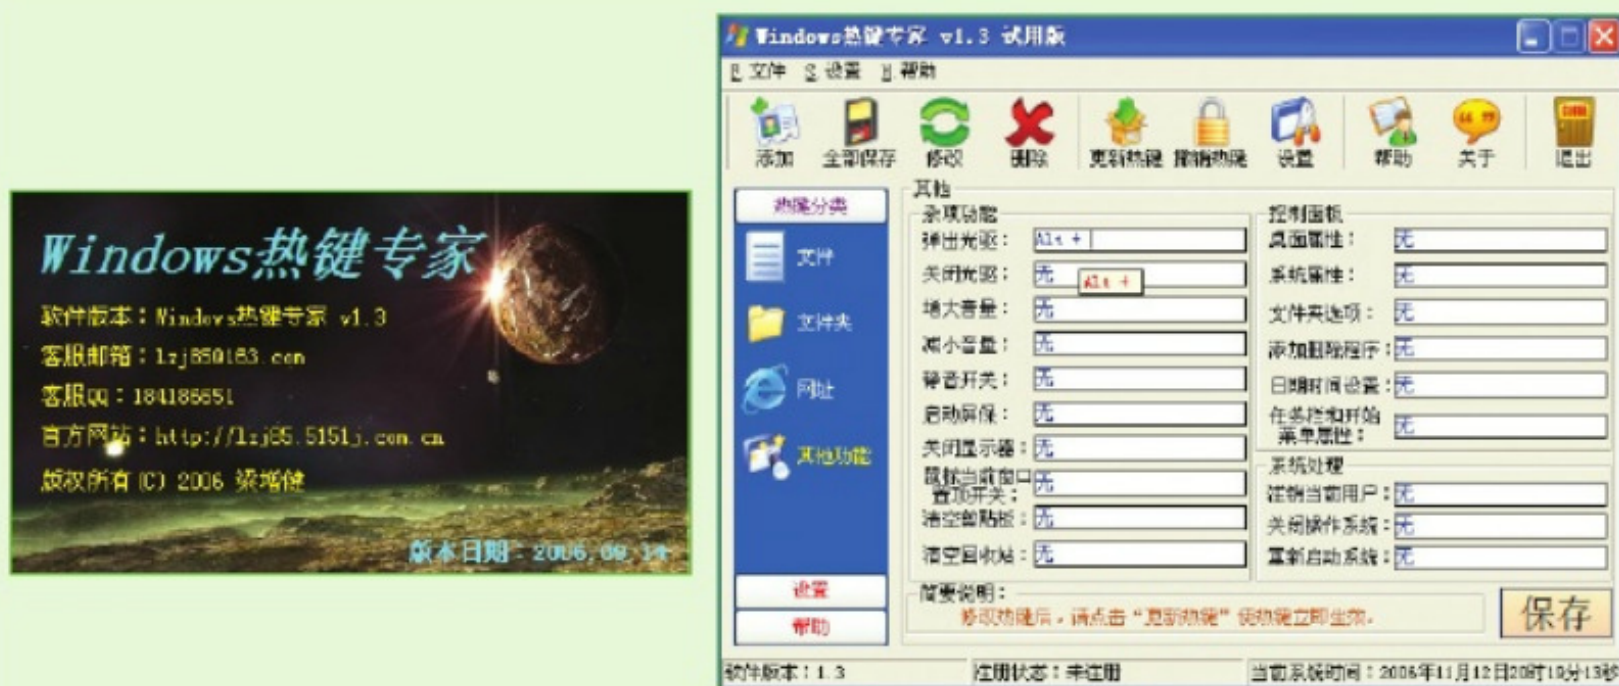 Windows热键专家
软件版本：Windows热键专家 v1.3
客服邮箱：lzj850163.com
客服QQ：184186651
官方网站：http://lzj85.5151j.com.cn
版权所有 (C) 2006 梁增健
版本日期：2006.09.14
Windows热键专家 v1.3 试用版
F 文件 S 设置 H 帮助
添加 全部保存 修改 删除 更新热键 撤销热键 设置 帮助 关于 退出
热键分类
文件
文件夹
网址
其他功能
设置
帮助
其他
杂项功能
弹出光驱： Alt +
关闭光驱： 无
Alt +
增大音量： 无
减小音量： 无
静音开关： 无
启动屏保： 无
关闭显示器： 无
鼠标当前窗口
置顶开关： 无
清空剪贴板： 无
清空回收站： 无
控制面板
桌面属性： 无
系统属性： 无
文件夹选项： 无
添加删除程序： 无
日期时间设置： 无
任务栏和开始
菜单属性： 无
系统处理
注销当前用户： 无
关闭操作系统： 无
重新启动系统： 无
简要说明：
修改热键后，请点击“更新热键”使热键立即生效。
保存
软件版本：1.3 注册状态：未注册 当前系统时间：2006年11月12日20时19分13秒